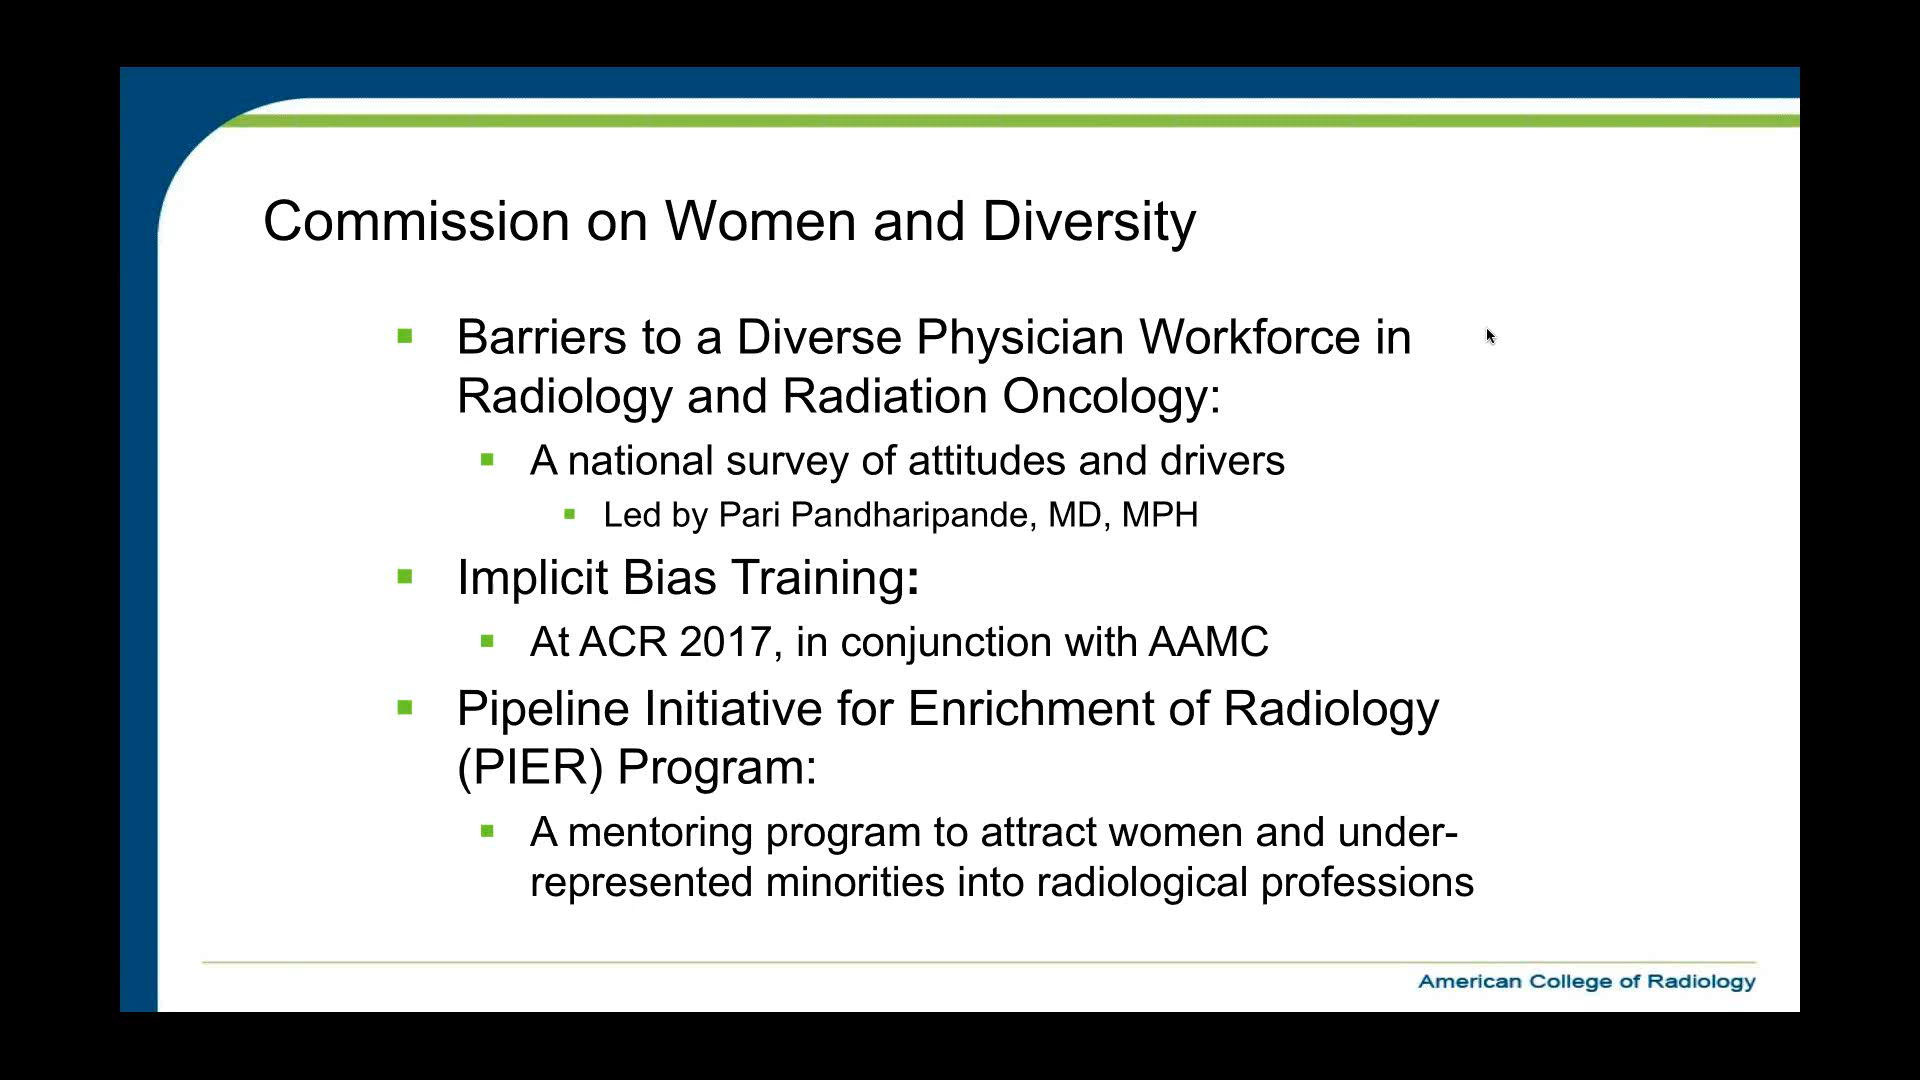 Commission on Women and Diversity
Barriers to a Diverse Physician Workforce in
Radiology and Radiation Oncology:
A national survey of attitudes and drivers
Led by Pari Pandharipande, MD, MPH
Implicit Bias Training:
At ACR 2017, in conjunction with AAMC
Pipeline Initiative for Enrichment of Radiology
(PIER) Program:
A mentoring program to attract women and under-
represented minorities into radiological professions
American College of Radiology